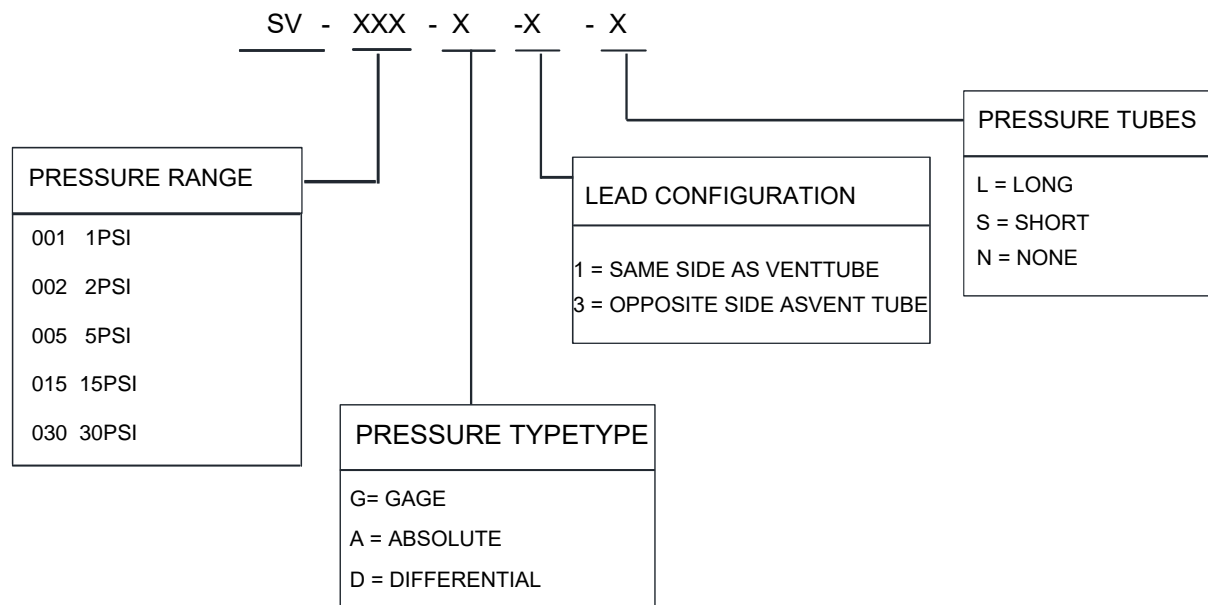 SV - XXX - X -X - X
PRESSURE RANGE
001 1PSI
002 2PSI
005 5PSI
015 15PSI
030 30PSI
PRESSURE TYPETYPE
G= GAGE
A = ABSOLUTE
D = DIFFERENTIAL
LEAD CONFIGURATION
1 = SAME SIDE AS VENTTUBE
3 = OPPOSITE SIDE ASVENT TUBE
PRESSURE TUBES
L = LONG
S = SHORT
N = NONE